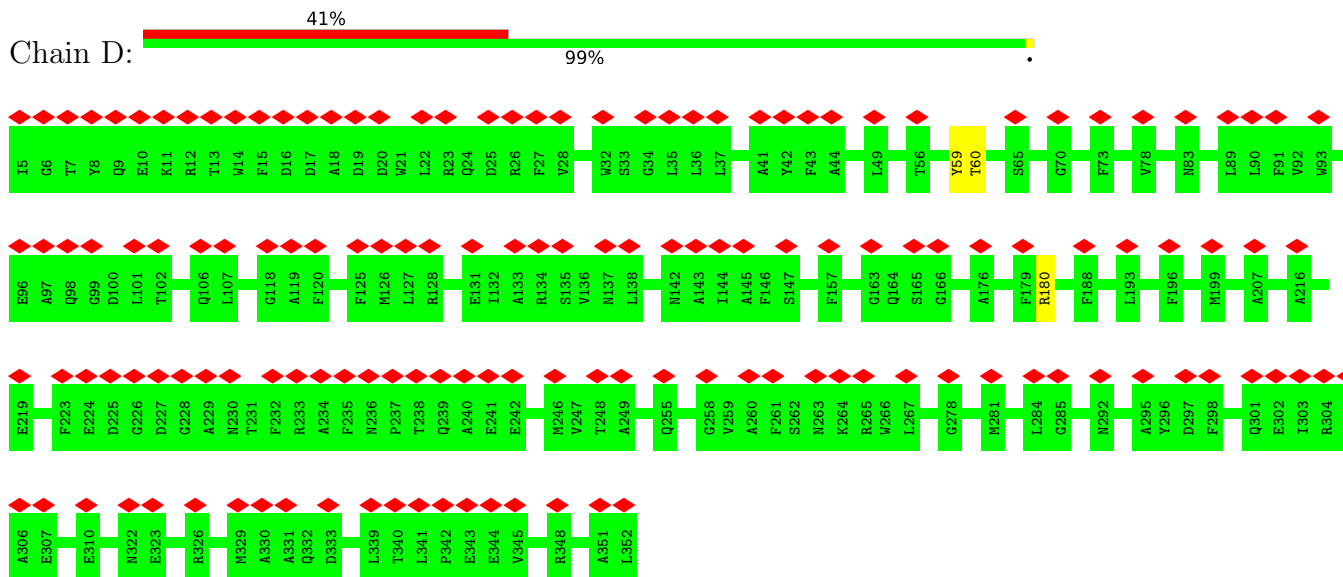 41%
Chain D:
99%
.
I5 G6 T7 Y8 Q9 E10 K11 R12 T13 W14 F15 D16 D17 A18 D19 D20 W21 L22 R23 Q24 D25 R26 F27 V28 W32 S33 G34 L35 L36 L37 A41 Y42 F43 A44 L49 T56 Y59 T60 S65 G70 F73 V78 N83 L89 L90 F91 V92 W93
E96 A97 Q98 G99 D100 L101 T102 Q106 L107 G118 A119 F120 F125 M126 L127 R128 E131 I132 A133 R134 S135 V136 N137 L138 N142 A143 I144 A145 F146 S147 F157 G163 Q164 S165 G166 A176 F179 R180 F188 L193 F196 M199 A207 A216
E219 F223 E224 D225 G226 D227 G228 A229 N230 T231 F232 R233 A234 F235 N236 P237 T238 Q239 A240 E241 E242 M246 V247 T248 A249 Q255 G258 V259 A260 F261 S262 N263 K264 R265 W266 L267 G278 M281 L284 G285 N292 A295 Y296 D297 F298 Q301 E302 I303 R304
A306 E307 E310 N322 E323 R326 M329 A330 A331 Q332 D333 L339 T340 L341 P342 E343 E344 V345 R348 A351 L352